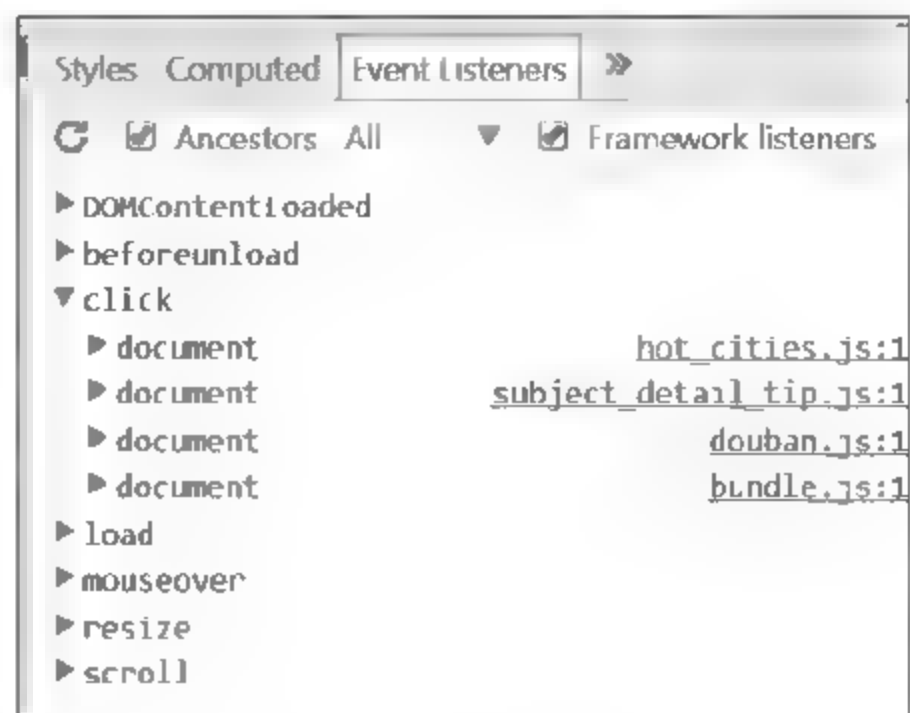 Styles Computed Event Listeners »
Ancestors All Framework listeners
DOMContentLoaded
beforeunload
click
document hot_cities.js:1
document subject_detail_tip.js:1
document douban.js:1
document bundle.js:1
load
mouseover
resize
scroll